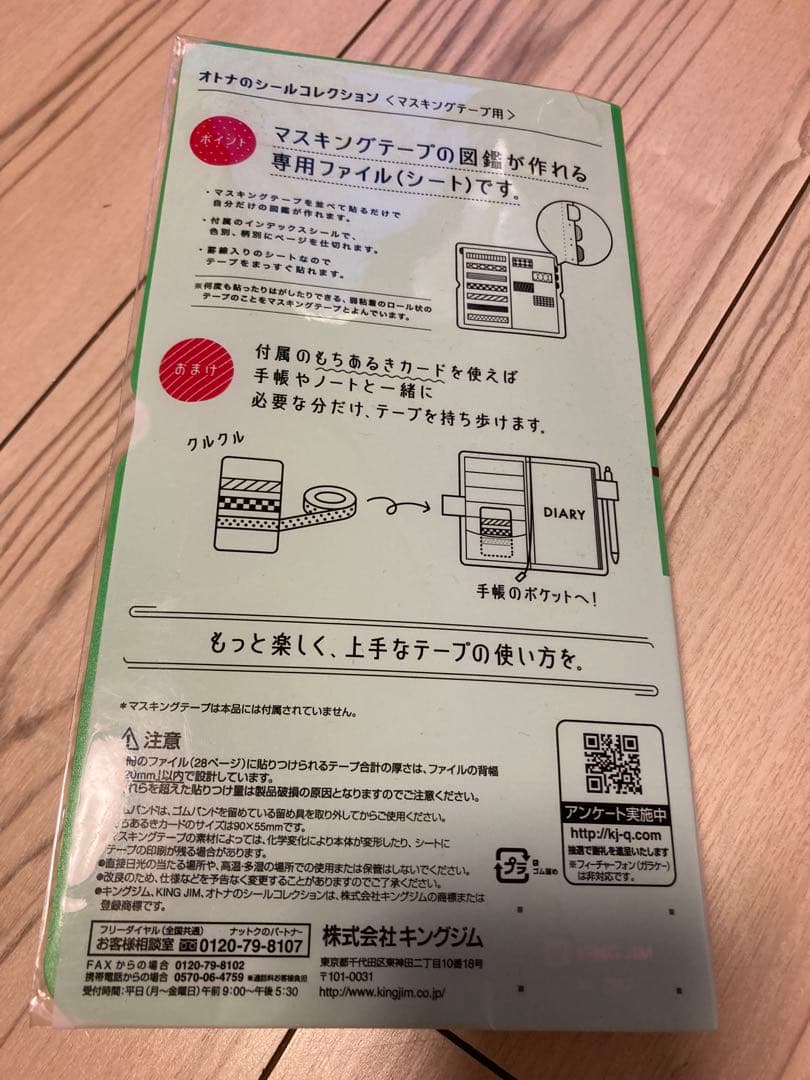 オトナのシールコレクション〈マスキングテープ用〉
ポイント
マスキングテープの図鑑が作れる
専用ファイル(シート)です。
・マスキングテープを並べて貼るだけで
自分だけの図鑑が作れます。
・付属のインデックスシールで、
色別、柄別にページを仕切れます。
・罫線入りのシートなので
テープをまっすぐ貼れます。
※何度も貼ったりはがしたりできる、弱粘着のロール状の
テープのことをマスキングテープとよんでいます。
おまけ
付属のもちあるきカードを使えば
手帳やノートと一緒に
必要な分だけ、テープを持ち歩けます。
クルクル
DIARY
手帳のポケットへ!
もっと楽しく、上手なテープの使い方を。
*マスキングテープは本品には付属されていません。
注意
のファイル(28ページ)に貼りつけられるテープ合計の厚さは、ファイルの背幅
20mm」以内で設計しています。
れらを超えた貼りつけ量は製品破損の原因となりますのでご注意ください。
ムバンドは、ゴムバンドを留めている留め具を取り外してからご使用ください。
ちあるきカードのサイズは90×55mmです。
マスキングテープの素材によっては、化学変化により本体が変形したり、シートに
テープの印刷が残る場合があります。
●直接日光の当たる場所や、高温・多湿の場所での使用または保管はしないでください。
●改良のため、仕様などを予告なく変更することがありますのでご了承ください。
●キングジム、KING JIM、オトナのシールコレクションは、株式会社キングジムの商標または
登録商標です。
アンケート実施中
http://kj-q.com
抽選で謝礼を進呈いたします
※フィーチャーフォン(ガラケー)
は非対応です。
プラ
袋
ゴム留め
フリーダイヤル(全国共通) ナットクのパートナー
お客様相談室 0120-79-8107
FAXからの場合 0120-79-8102
携帯電話からの場合 0570-06-4759 ※通話料お客様負担
受付時間:平日(月〜金曜日)午前9:00〜午後5:30
株式会社キングジム
東京都千代田区東神田二丁目10番18号
〒101-0031
http://www.kingjim.co.jp/